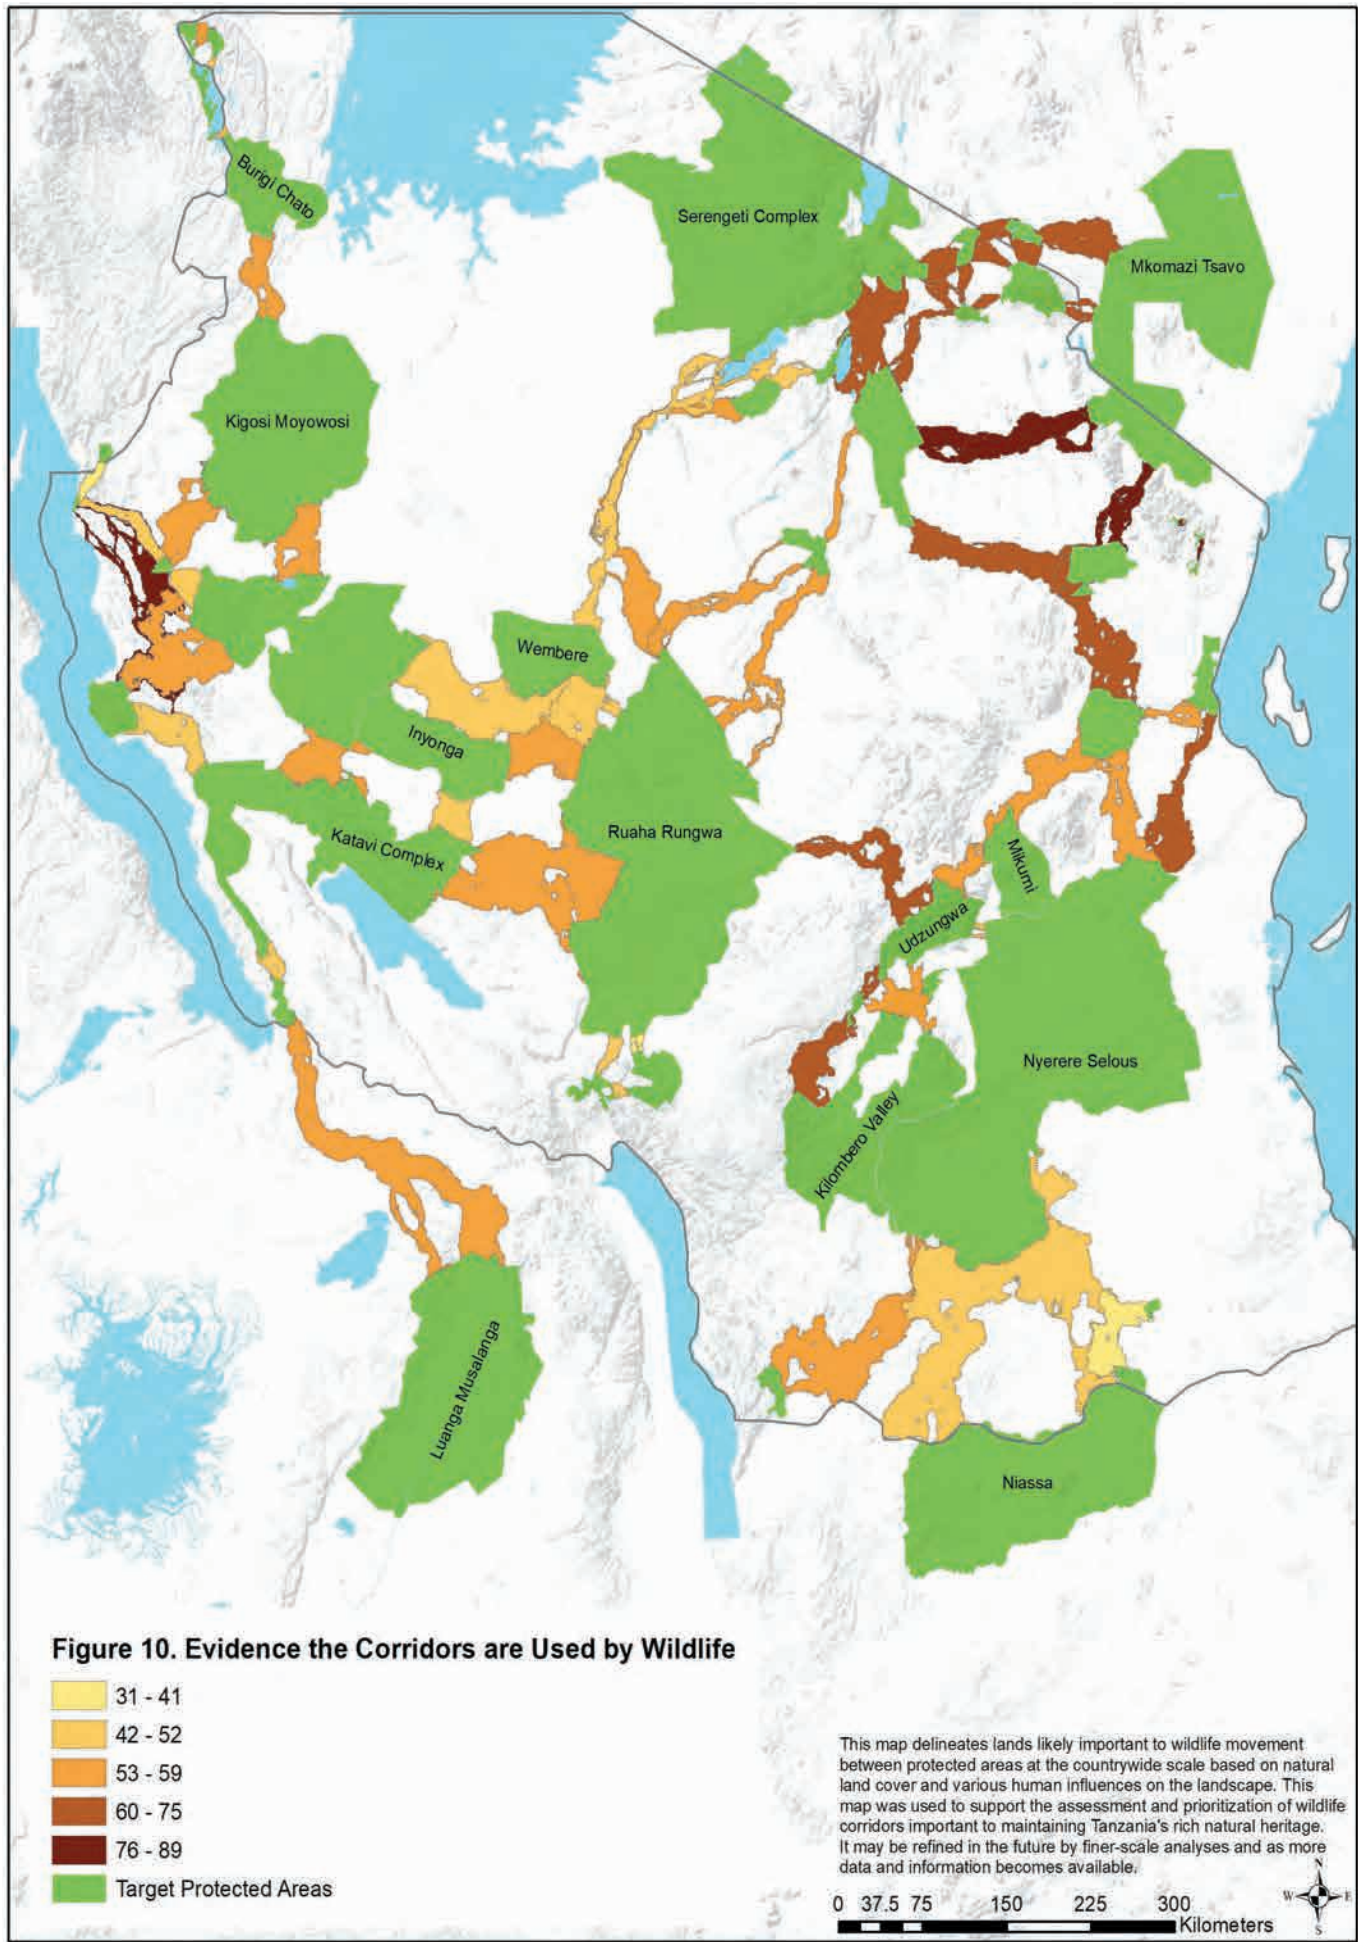 Burigi Chato
Serengeti Complex
Mkomazi Tsavo
Kigosi Moyowosi
Wembere
Inyonga
Katavi Complex
Ruaha Rungwa
Mikumi
Udzungwa
Nyerere Selous
Kilombero Valley
Luanga Musalanga
Niassa
Figure 10. Evidence the Corridors are Used by Wildlife
31 - 41
42 - 52
53 - 59
60 - 75
76 - 89
Target Protected Areas
This map delineates lands likely important to wildlife movement
between protected areas at the countrywide scale based on natural
land cover and various human influences on the landscape. This
map was used to support the assessment and prioritization of wildlife
corridors important to maintaining Tanzania's rich natural heritage.
It may be refined in the future by finer-scale analyses and as more
data and information becomes available.
N
W E
S
0 37.5 75 150 225 300
Kilometers